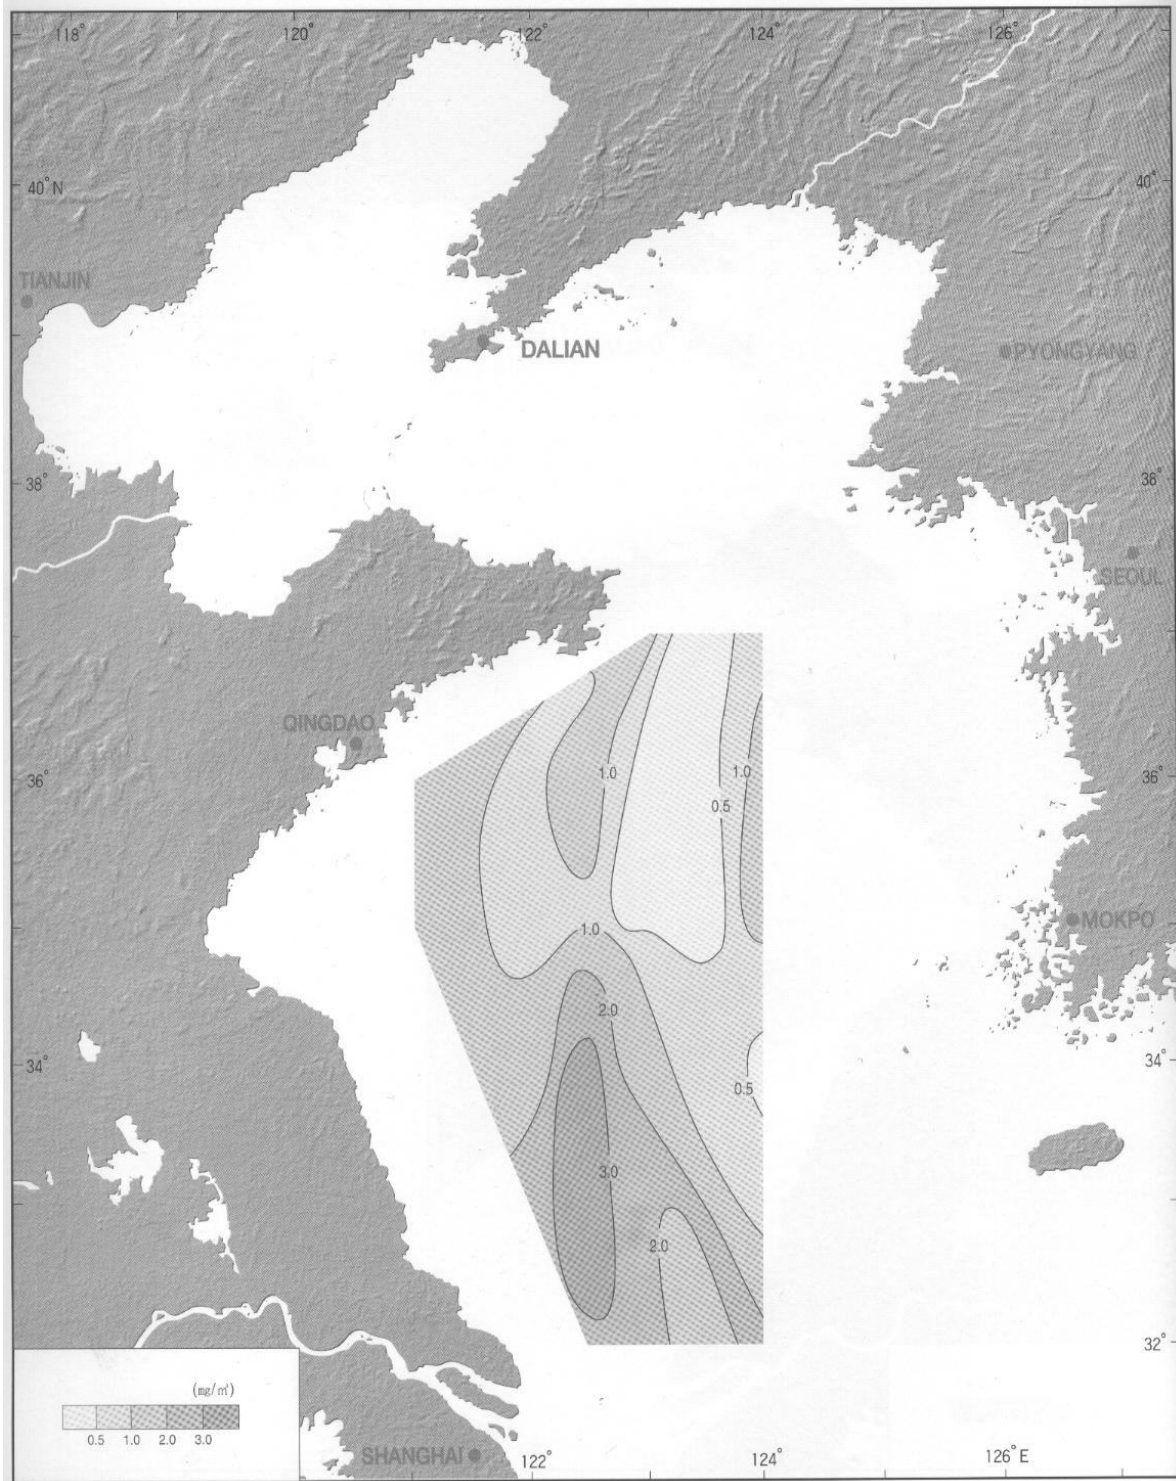 118° 120° 122° 124° 126°
40° N 40°
TIANJIN
DALIAN
PYONGYANG
38° 38°
SEOUL
QINGDAO
36° 1.0 1.0 36°
0.5
1.0
MOKPO
2.0
34° 34°
0.5
3.0
2.0
32°
(mg/㎥)
0.5 1.0 2.0 3.0
SHANGHAI
122° 124° 126° E